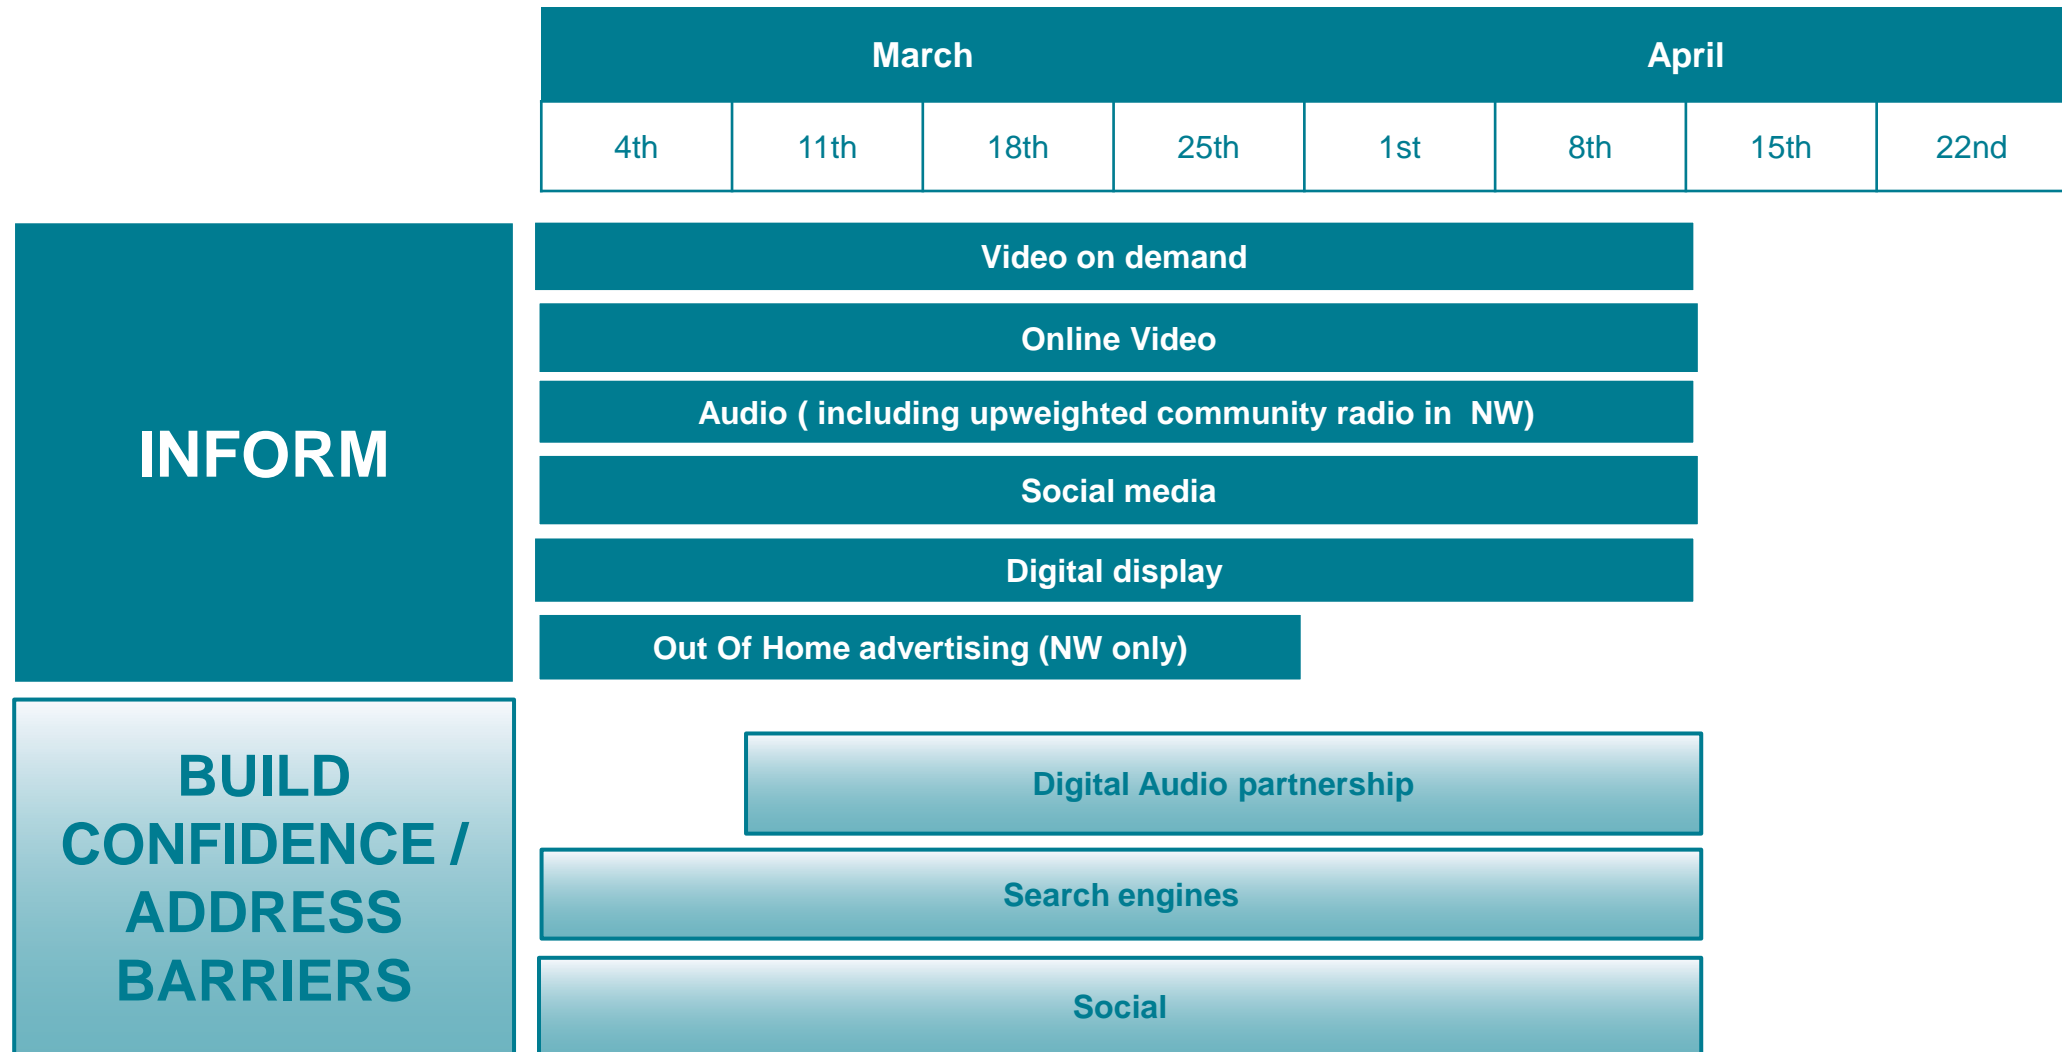 March
April
4th
11th
18th
25th
1st
8th
15th
22nd
INFORM
Video on demand
Online Video
Audio ( including upweighted community radio in  NW)
Social media
Digital display
Out Of Home advertising (NW only)
BUILD
CONFIDENCE /
ADDRESS
BARRIERS
Digital Audio partnership
Search engines
Social